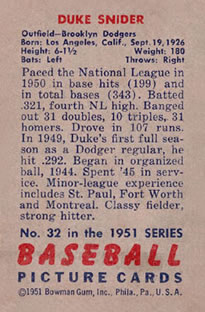 DUKE SNIDER
Outfield—Brooklyn Dodgers
Born: Los Angeles, Calif., Sept. 19, 1926
Height: 6-1½ Weight: 180
Bats: Left Throws: Right
Paced the National League in
1950 in base hits (199) and
in total bases (343). Batted
.321, fourth NL high. Banged
out 31 doubles, 10 triples, 31
homers. Drove in 107 runs.
In 1949, Duke's first full season
as a Dodger regular, he
hit .292. Began in organized
ball, 1944. Spent '45 in service.
Minor-league experience
includes St. Paul, Fort Worth
and Montreal. Classy fielder,
strong hitter.
No. 32 in the 1951 SERIES
BASEBALL
PICTURE CARDS
©1951 Bowman Gum, Inc., Phila., Pa., U. S. A.